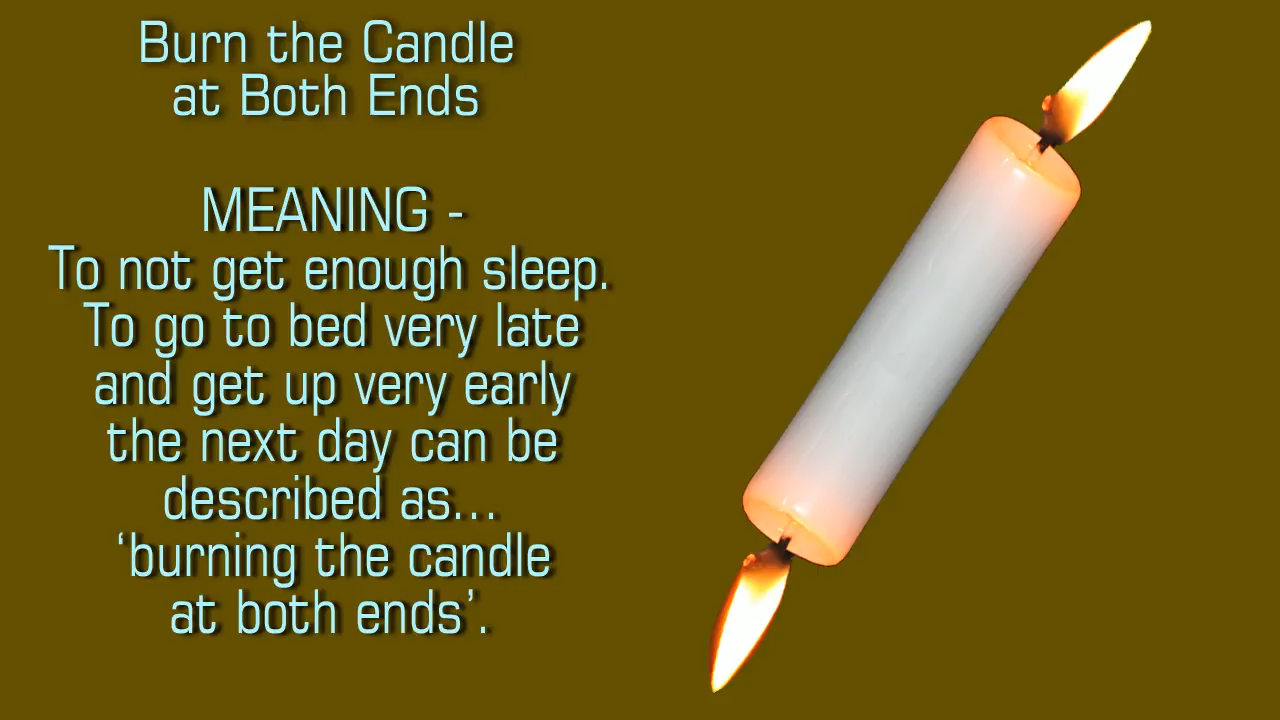 Burn the Candle
at Both Ends
MEANING -
To not get enough sleep.
To go to bed very late
and get up very early
the next day can be
described as...
‘burning the candle
at both ends’.